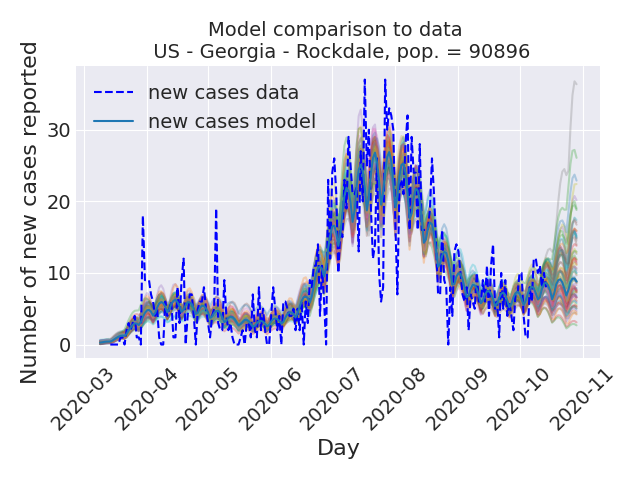 Model comparison to data
US - Georgia - Rockdale, pop. = 90896
Number of new cases reported
new cases data
new cases model
30
20
10
0
2020-03
2020-04
2020-05
2020-06
2020-07
2020-08
2020-09
2020-10
2020-11
Day